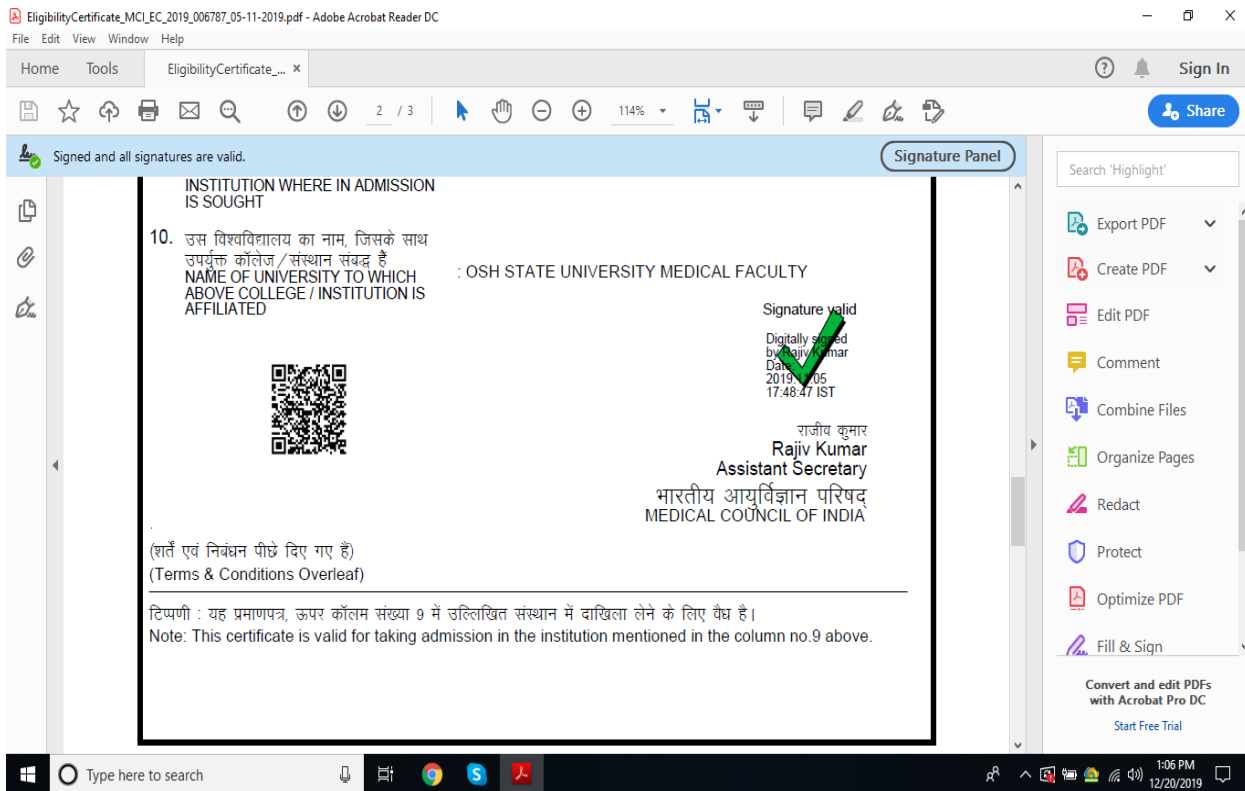 EligibilityCertificate_MCI_EC_2019_006787_05-11-2019.pdf - Adobe Acrobat Reader DC
File Edit View Window Help
Home Tools EligibilityCertificate_... × Sign In
2 / 3 114% Share
Signed and all signatures are valid. Signature Panel
Search 'Highlight'
INSTITUTION WHERE IN ADMISSION
IS SOUGHT
10. उस विश्वविद्यालय का नाम, जिसके साथ
उपर्युक्त कॉलेज/संस्थान संबद्ध हैं
NAME OF UNIVERSITY TO WHICH
ABOVE COLLEGE / INSTITUTION IS
AFFILIATED
: OSH STATE UNIVERSITY MEDICAL FACULTY
Signature valid
Digitally signed
by Rajiv Kumar
Date:
2019.11.05
17:48:47 IST
राजीव कुमार
Rajiv Kumar
Assistant Secretary
भारतीय आयुर्विज्ञान परिषद्
MEDICAL COUNCIL OF INDIA
(शर्तें एवं निबंधन पीछे दिए गए हैं)
(Terms & Conditions Overleaf)
टिप्पणी : यह प्रमाणपत्र, ऊपर कॉलम संख्या 9 में उल्लिखित संस्थान में दाखिला लेने के लिए वैध है।
Note: This certificate is valid for taking admission in the institution mentioned in the column no.9 above.
Export PDF
Create PDF
Edit PDF
Comment
Combine Files
Organize Pages
Redact
Protect
Optimize PDF
Fill & Sign
Convert and edit PDFs
with Acrobat Pro DC
Start Free Trial
Type here to search
1:06 PM
12/20/2019